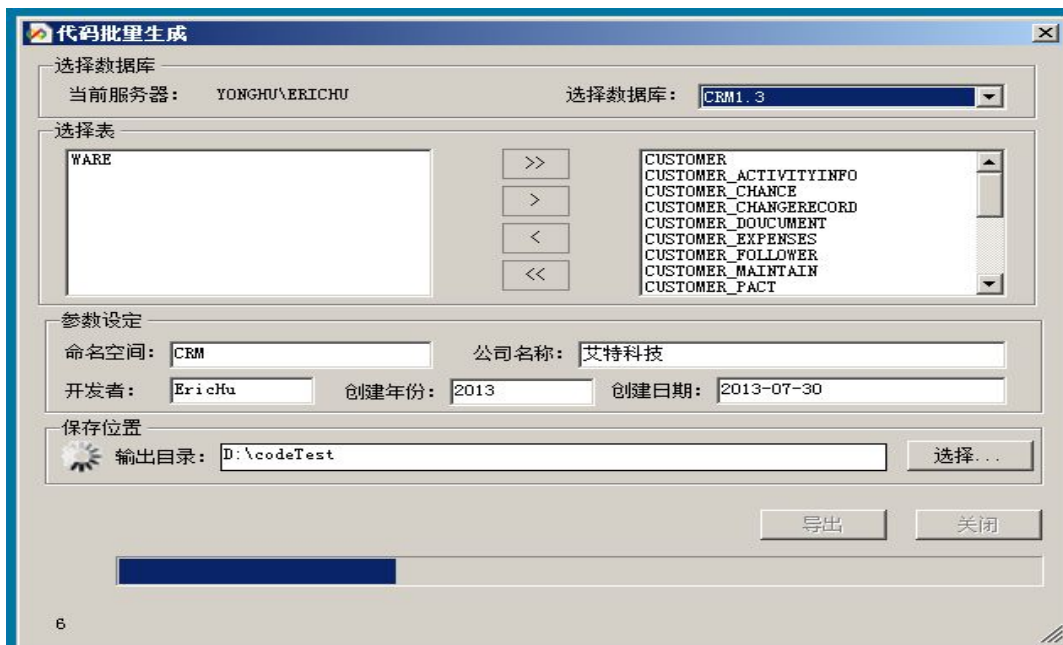 代码批里生成
选择数据库
当前服务器： YONGHU\ERICHU 选择数据库： CRM1.3
选择表
WARE
>>
>
<
<<
CUSTOMER
CUSTOMER_ACTIVITYINFO
CUSTOMER_CHANCE
CUSTOMER_CHANGERECORD
CUSTOMER_DOUCUMENT
CUSTOMER_EXPENSES
CUSTOMER_FOLLOWER
CUSTOMER_MAINTAIN
CUSTOMER_PACT
参数设定
命名空间： CRM 公司名称： 艾特科技
开发者： EricHu 创建年份： 2013 创建日期： 2013-07-30
保存位置
输出目录： D:\codeTest 选择...
导出 关闭
6